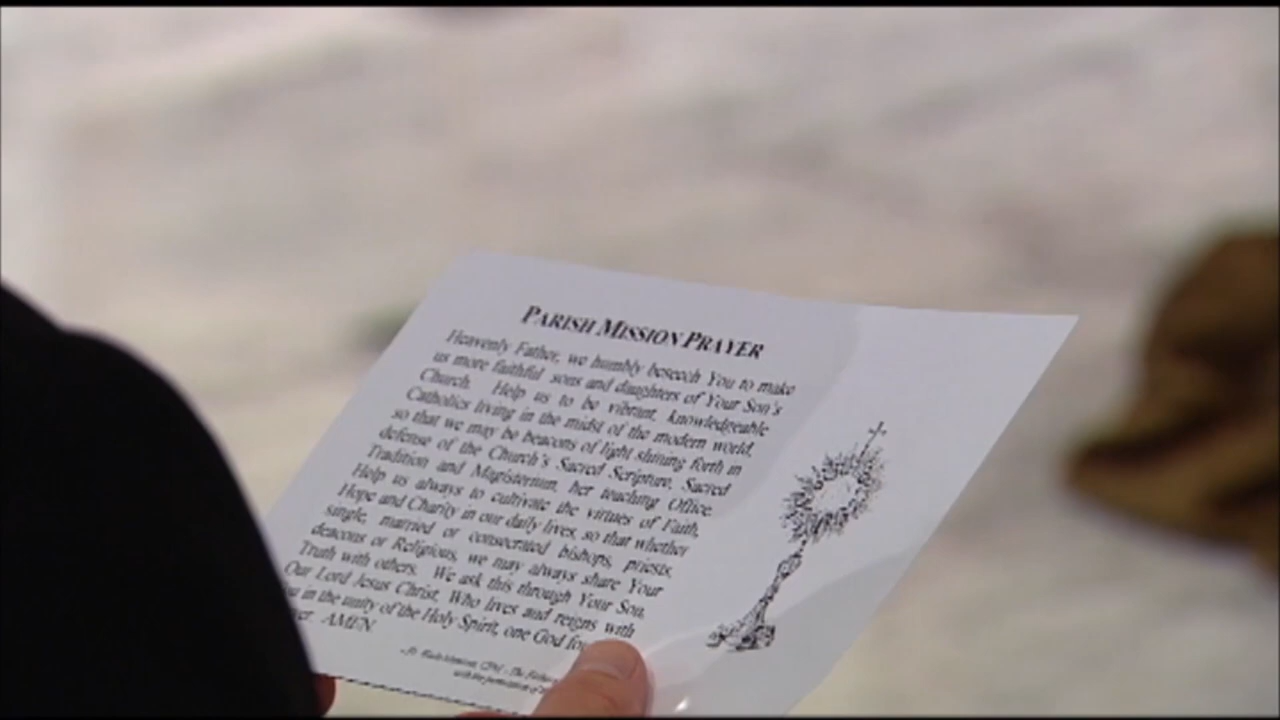 PARISH MISSION PRAYER
Heavenly Father, we humbly beseech You to make
us more faithful sons and daughters of Your Son's
Church. Help us to be vibrant, knowledgeable
Catholics living in the midst of the modern world,
so that we may be beacons of light shining forth in
defense of the Church's Sacred Scripture, Sacred
Tradition and Magisterium, her teaching Office.
Help us always to cultivate the virtues of Faith,
Hope and Charity in our daily lives, so that whether
single, married or consecrated bishops, priests,
deacons or Religious, we may always share Your
Truth with others. We ask this through Your Son,
Our Lord Jesus Christ, Who lives and reigns with
in the unity of the Holy Spirit, one God
AMEN.